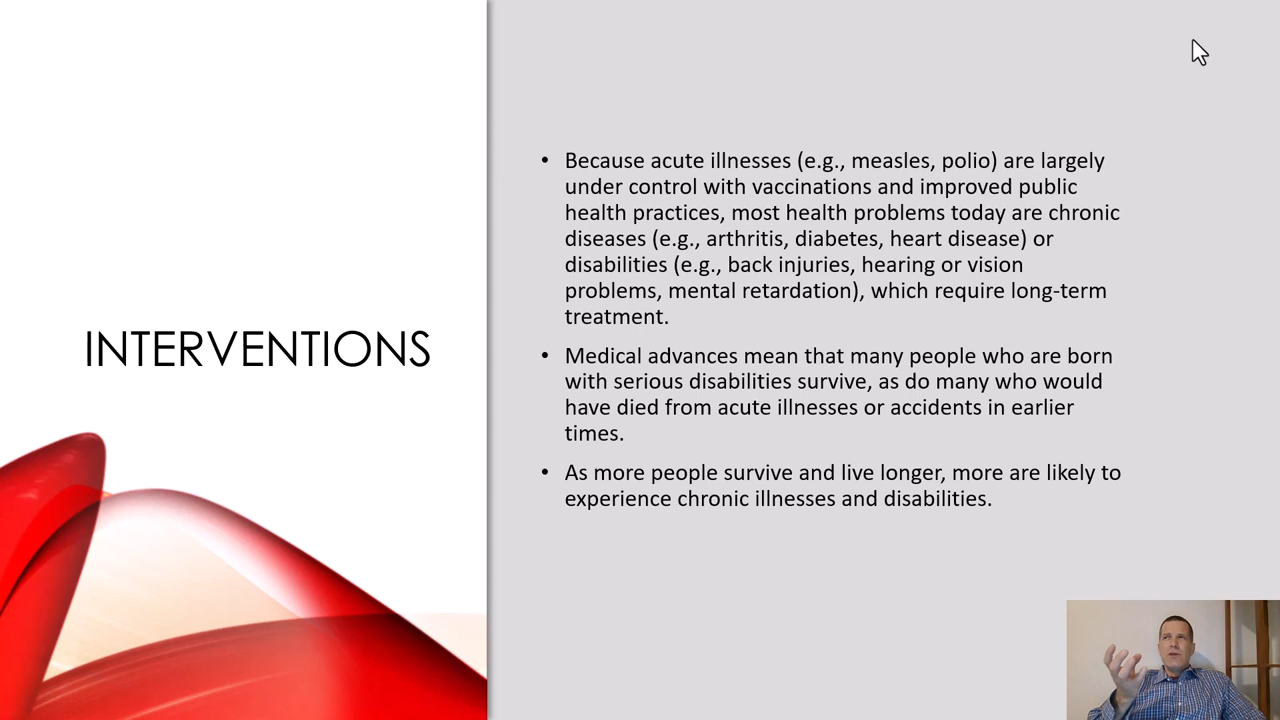 INTERVENTIONS
• Because acute illnesses (e.g., measles, polio) are largely
under control with vaccinations and improved public
health practices, most health problems today are chronic
diseases (e.g., arthritis, diabetes, heart disease) or
disabilities (e.g., back injuries, hearing or vision
problems, mental retardation), which require long-term
treatment.
• Medical advances mean that many people who are born
with serious disabilities survive, as do many who would
have died from acute illnesses or accidents in earlier
times.
• As more people survive and live longer, more are likely to
experience chronic illnesses and disabilities.